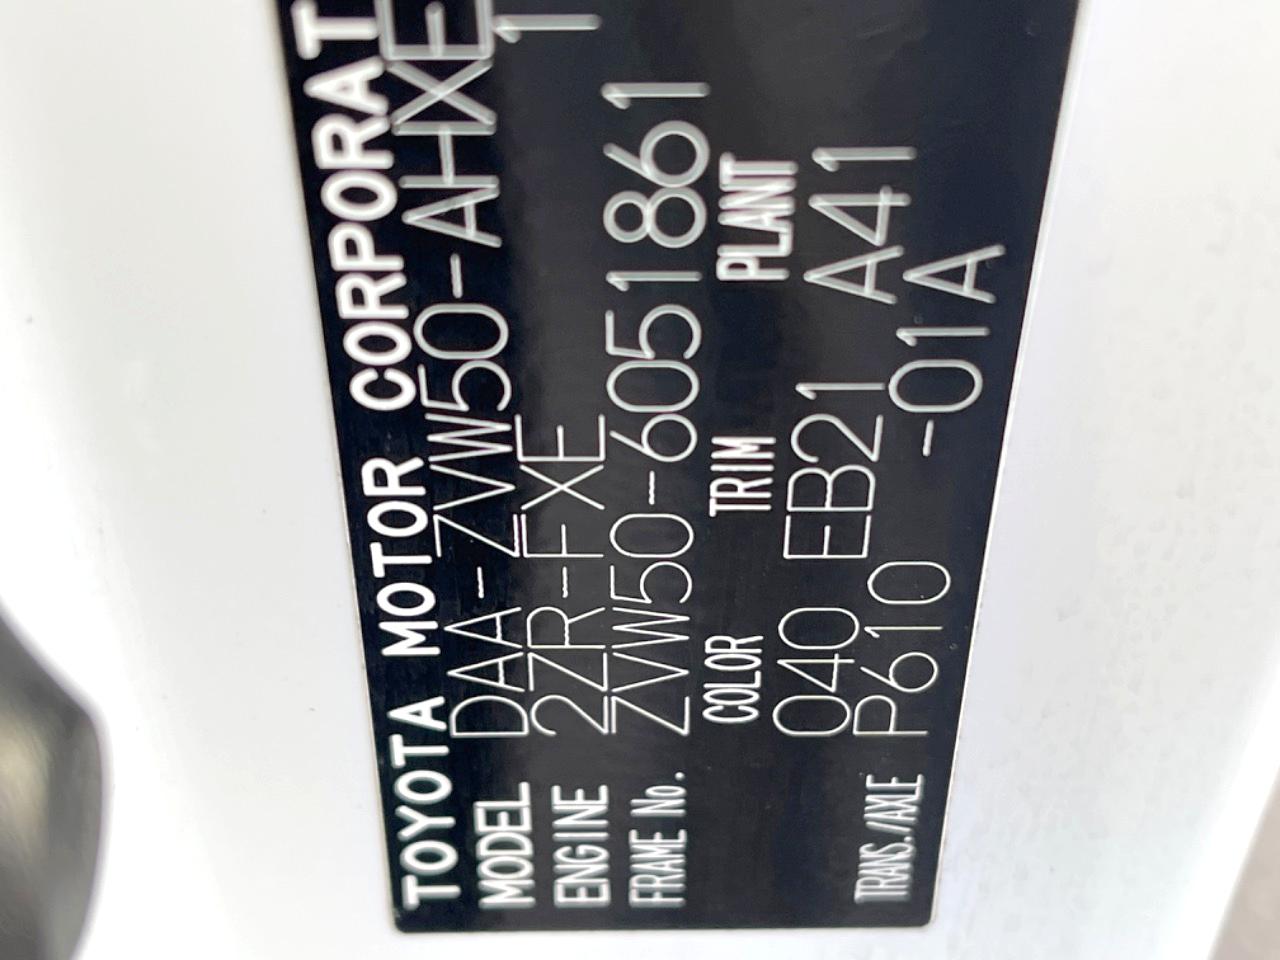 TOYOTA MOTOR CORPORAT
MODEL DAA-ZVW50-AHXE
ENGINE 2ZR-FXE 1
FRAME No. ZVW50-6051861
COLOR TRIM PLANT
040 EB21 A41
TRANS./AXLE P610 -01A